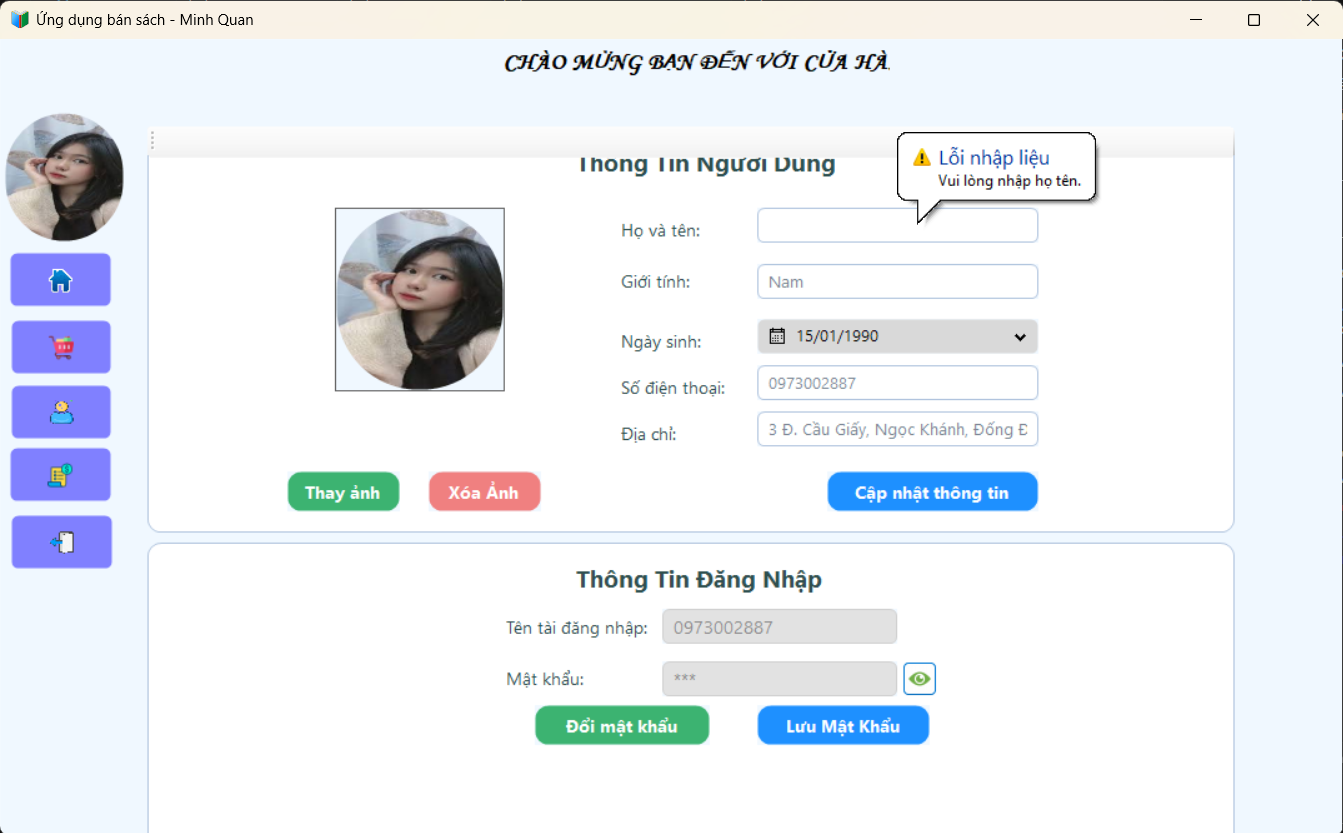 Ứng dụng bán sách - Minh Quan
CHÀO MỪNG BẠN ĐẾN VỚI CỬA HÀ
Lỗi nhập liệu
Vui lòng nhập họ tên.
Thông Tin Người Dùng
Họ và tên:
Giới tính: Nam
Ngày sinh: 15/01/1990
Số điện thoại: 0973002887
Địa chỉ: 3 Đ. Cầu Giấy, Ngọc Khánh, Đống Đ
Thay ảnh Xóa Ảnh Cập nhật thông tin
Thông Tin Đăng Nhập
Tên tài đăng nhập: 0973002887
Mật khẩu: ***
Đổi mật khẩu Lưu Mật Khẩu